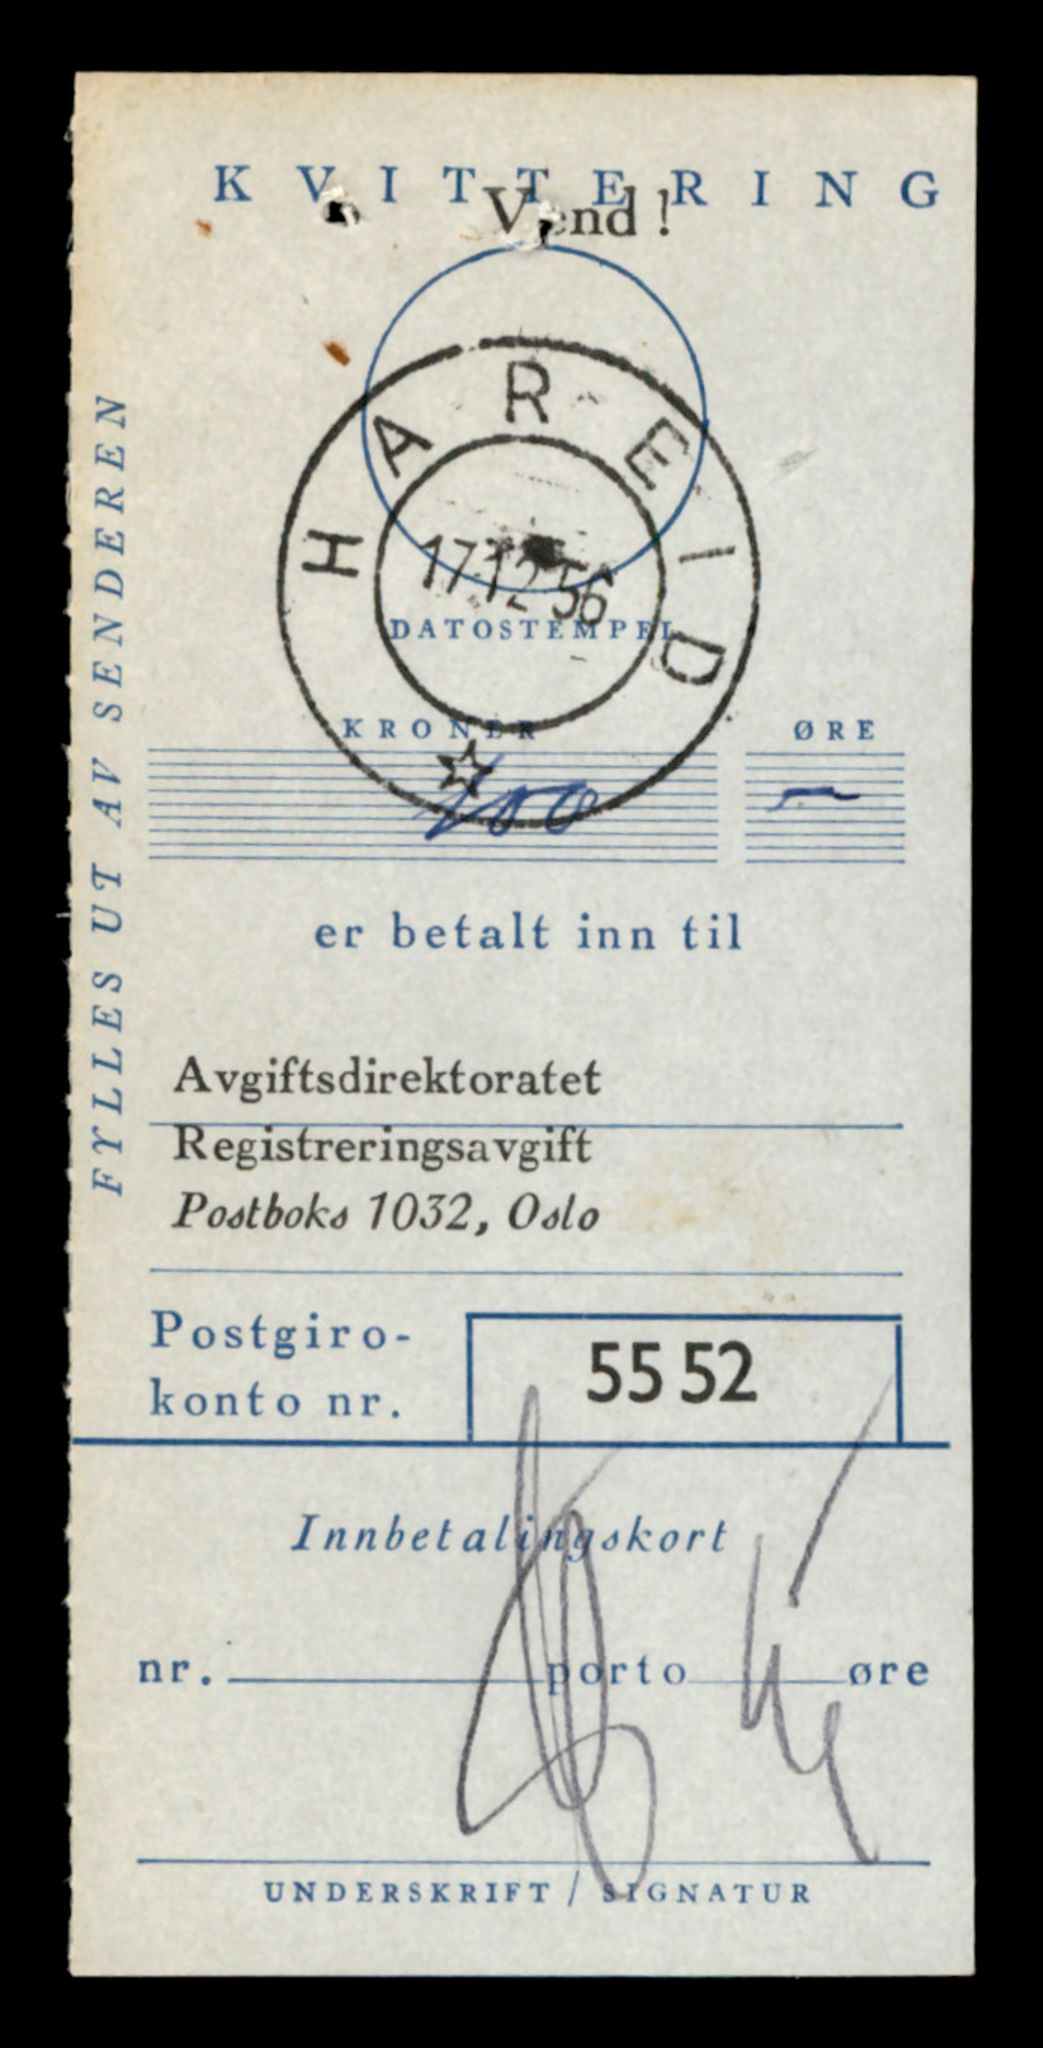 KVITTERING
Vend!
HAREID
17.12.56
DATOSTEMPEL
KRONER
ØRE
100
—
er betalt inn til
Avgiftsdirektoratet
Registreringsavgift
Postboks 1032, Oslo
Postgiro-
konto nr.
55 52
Innbetalingskort
nr. porto øre
UNDERSKRIFT / SIGNATUR
FYLLES UT AV SENDEREN